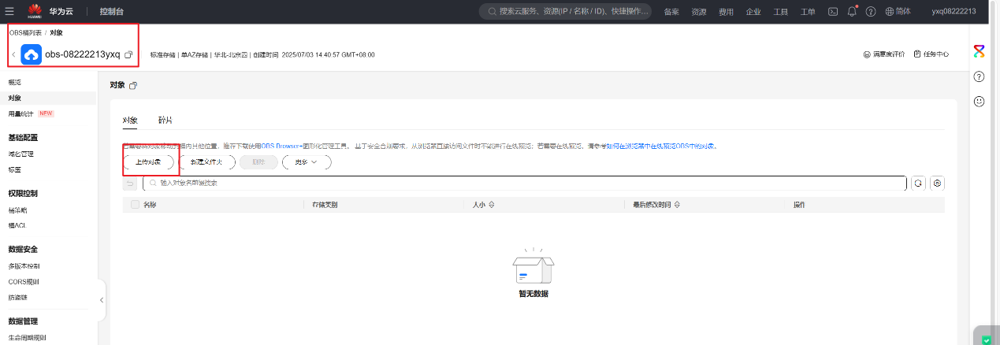 HUAWEI 华为云 控制台 搜索云服务、资源(IP / 名称 / ID)、快捷操作... 备案 资源 费用 企业 工具 工单 简体 yxq08222213
OBS桶列表 / 对象
obs-08222213yxq 标准存储 | 单AZ存储 | 华北-北京四 | 创建时间 2025/07/03 14:40:57 GMT+08:00 满意度评价 任务中心
概览
对象
用量统计 NEW
基础配置
域名管理
标签
权限控制
桶策略
桶ACL
数据安全
多版本控制
CORS规则
防盗链
数据管理
生命周期规则
对象
对象 碎片
若需要将对象移动到桶内其他位置，推荐下载使用OBS Browser+图形化管理工具。 基于安全合规要求，从浏览器直接访问文件时不能进行在线预览；若需要在线预览，请参考如何在浏览器中在线预览OBS中的对象。
上传对象 新建文件夹 删除 更多
输入对象名前缀搜索
名称 存储类别 大小 最后修改时间 操作
暂无数据